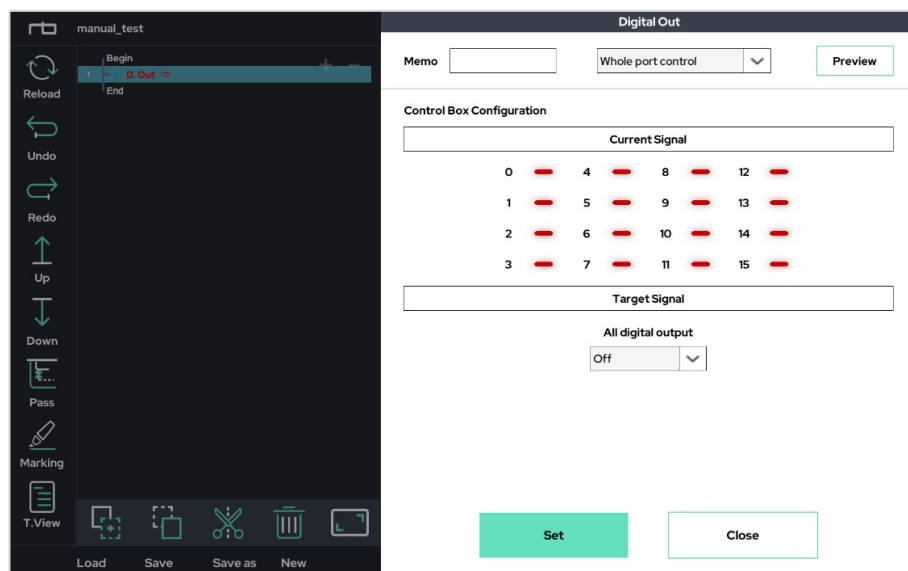 manual_test
Reload
Undo
Redo
Up
Down
Pass
Marking
T.View
Begin
1 D. Out ⇒
End
Load Save Save as New
Digital Out
Memo Whole port control Preview
Control Box Configuration
Current Signal
0 4 8 12
1 5 9 13
2 6 10 14
3 7 11 15
Target Signal
All digital output
Off
Set Close